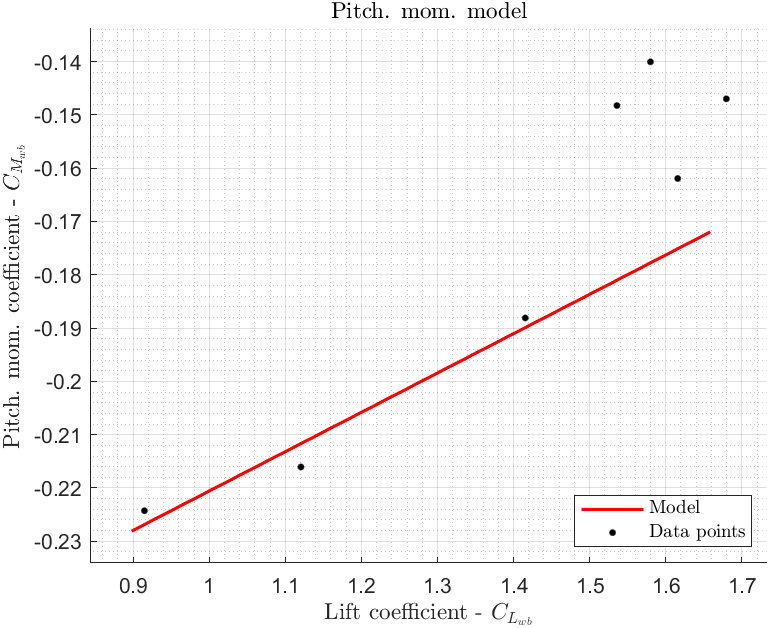 Pitch. mom. model
Pitch. mom. coefficient - C_{M_{wb}}
-0.14
-0.15
-0.16
-0.17
-0.18
-0.19
-0.2
-0.21
-0.22
-0.23
0.9 1 1.1 1.2 1.3 1.4 1.5 1.6 1.7
Lift coefficient - C_{L_{wb}}
Model
Data points